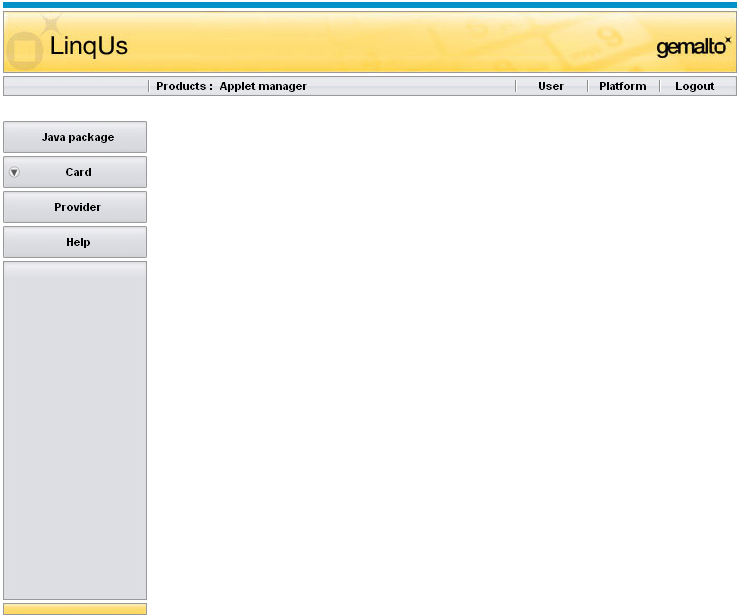 LinqUs
gemalto
Products : Applet manager
User
Platform
Logout
Java package
Card
Provider
Help